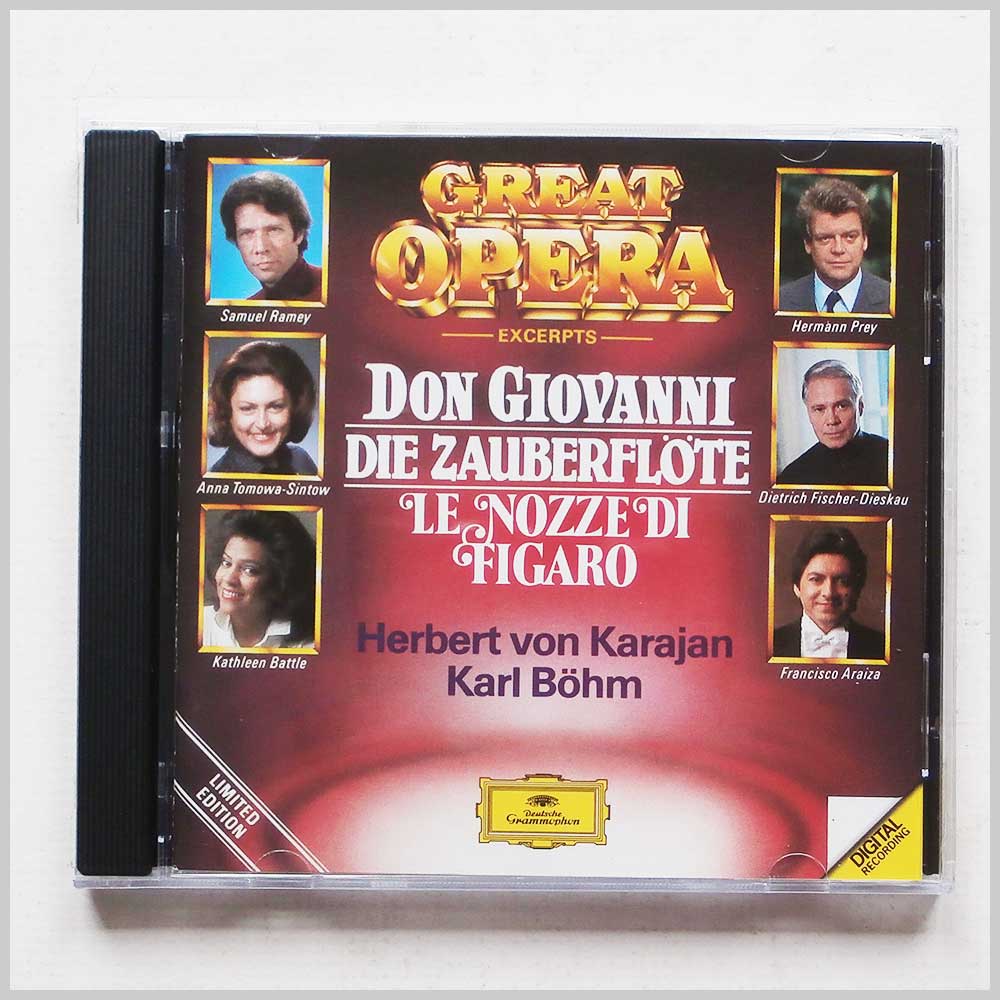 GREAT
OPERA
EXCERPTS
DON GIOVANNI
DIE ZAUBERFLÖTE
LE NOZZE DI
FIGARO
Herbert von Karajan
Karl Böhm
Samuel Ramey
Anna Tomowa-Sintow
Kathleen Battle
Hermann Prey
Dietrich Fischer-Dieskau
Francisco Araiza
LIMITED
EDITION
Deutsche
Grammophon
DIGITAL
RECORDING